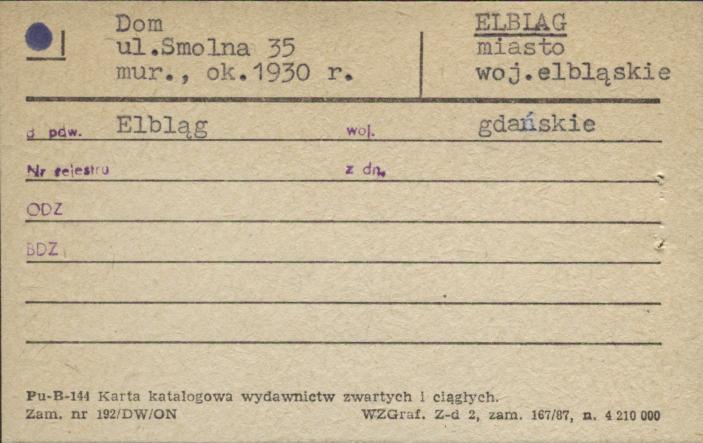 Dom
ul.Smolna 35
mur., ok.1930 r.
ELBLAG
miasto
woj.elbląskie
d pow. Elbląg woj. gdańskie
Nr rejestru z dn.
ODZ
BDZ
Pu-B-144 Karta katalogowa wydawnictw zwartych i ciągłych.
Zam. nr 192/DW/ON WZGraf. Z-d 2, zam. 167/87, n. 4 210 000